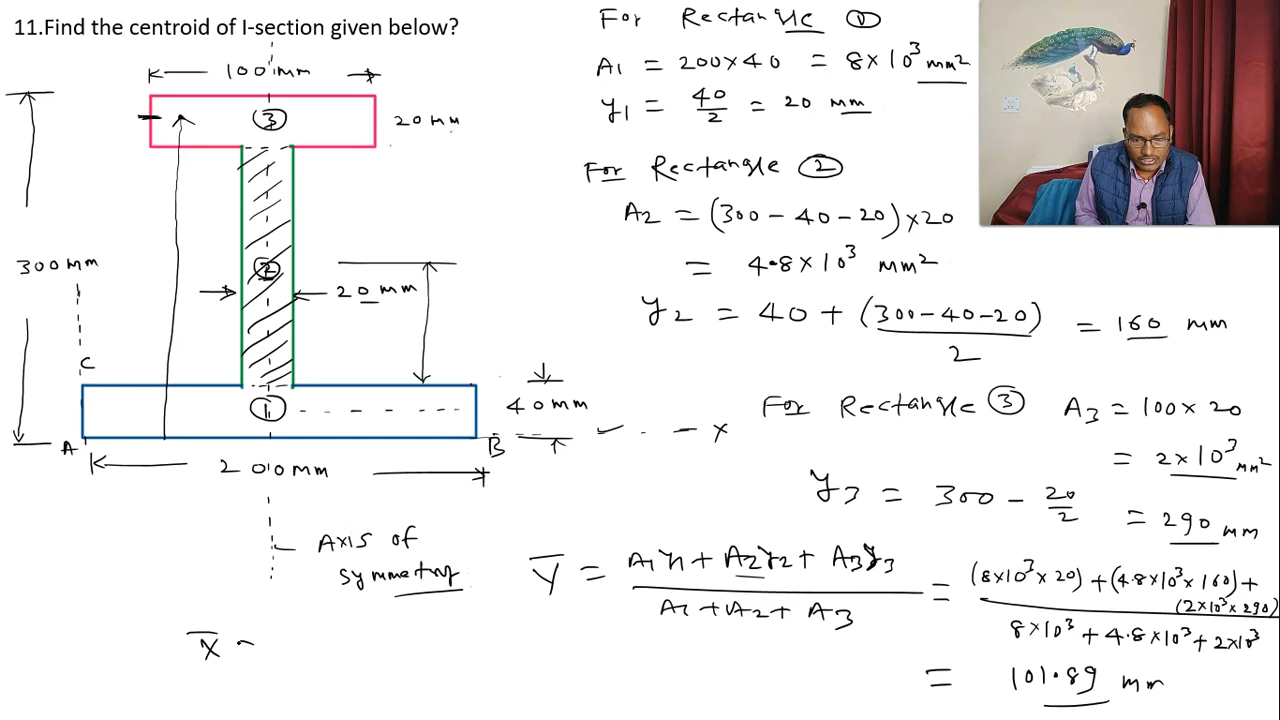 11.Find the centroid of I-section given below?
100 mm
③
20 mm
300 mm
②
20 mm
C
①
40 mm
A
B
x
200 mm
Axis of
symmetry
X̅ =
For Rectangle ①
A1 = 200×40 = 8×10³ mm²
y1 = 40/2 = 20 mm
For Rectangle ②
A2 = (300-40-20)×20
= 4.8×10³ mm²
y2 = 40 + (300-40-20)/2 = 160 mm
For Rectangle ③ A3 = 100×20
= 2×10³ mm²
y3 = 300 - 20/2 = 290 mm
Y̅ = (A1y1 + A2y2 + A3y3)/(A1 + A2 + A3) = ((8×10³×20) + (4.8×10³×160) + (2×10³×290))/(8×10³ + 4.8×10³ + 2×10³)
= 101.89 mm